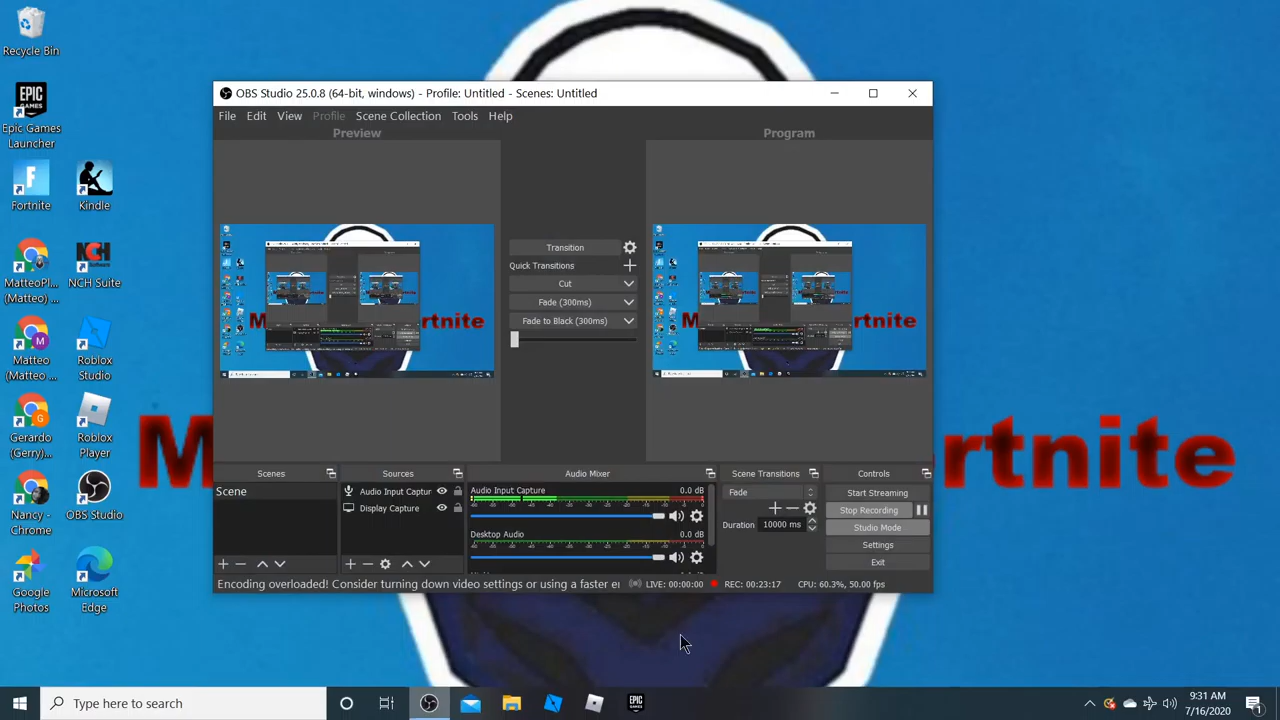 Recycle Bin
EPIC
GAMES
Epic Games
Launcher
Fortnite
Kindle
NCH
MatteoPl...
(Matteo) ...
NCH Suite
Matteo
(Matteo ...
Roblox
Studio
Gerardo
(Gerry)...
Roblox
Player
Nancy -
Chrome
OBS Studio
Google
Photos
Microsoft
Edge
M
rtnite
OBS Studio 25.0.8 (64-bit, windows) - Profile: Untitled - Scenes: Untitled
File Edit View Profile Scene Collection Tools Help
Preview
Program
Transition
Quick Transitions
Cut
Fade (300ms)
Fade to Black (300ms)
M rtnite
rtnite
Scenes
Scene
Sources
Audio Input Captur
Display Capture
Audio Mixer
Audio Input Capture 0.0 dB
Desktop Audio 0.0 dB
Scene Transitions
Fade
Duration 10000 ms
Controls
Start Streaming
Stop Recording
Studio Mode
Settings
Exit
Encoding overloaded! Consider turning down video settings or using a faster er
LIVE: 00:00:00 REC: 00:23:17 CPU: 60.3%, 50.00 fps
Type here to search
EPIC
9:31 AM
7/16/2020
1